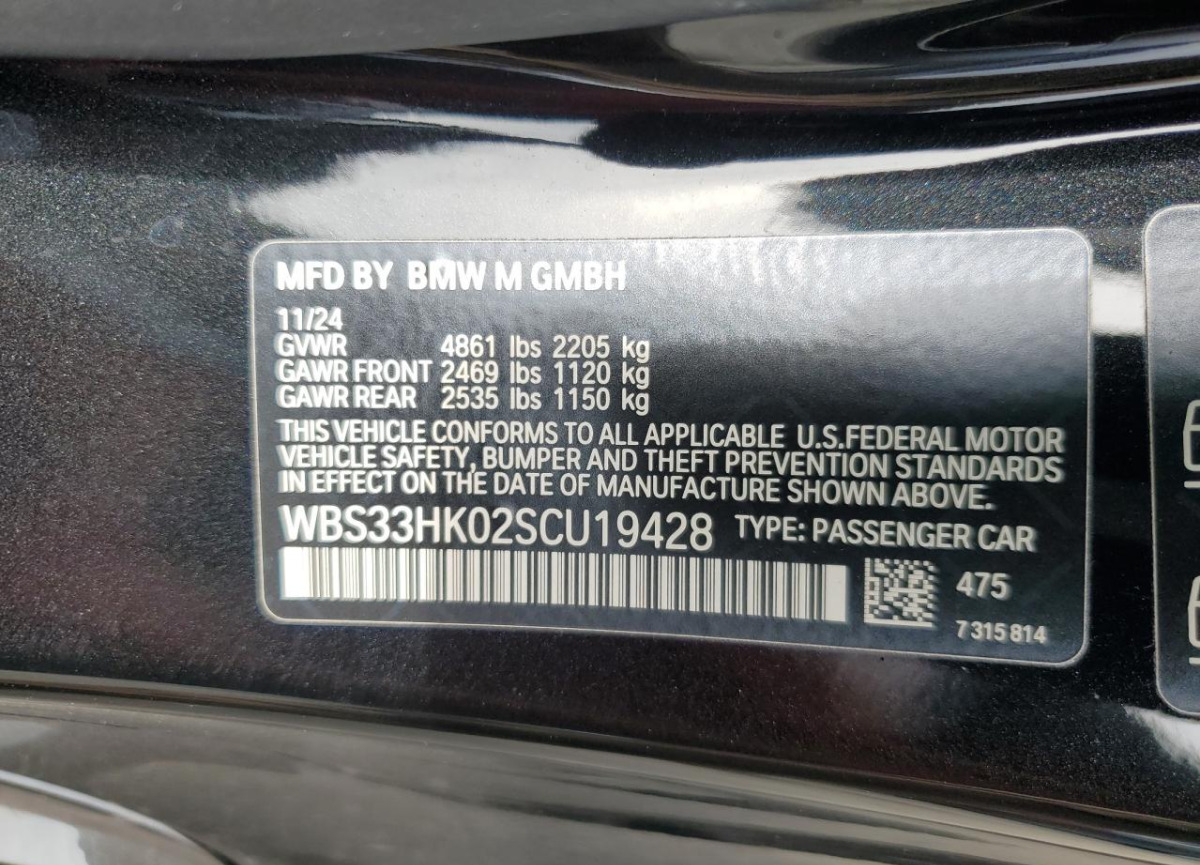 MFD BY BMW M GMBH
11/24
GVWR 4861 lbs 2205 kg
GAWR FRONT 2469 lbs 1120 kg
GAWR REAR 2535 lbs 1150 kg
THIS VEHICLE CONFORMS TO ALL APPLICABLE U.S.FEDERAL MOTOR
VEHICLE SAFETY, BUMPER AND THEFT PREVENTION STANDARDS
IN EFFECT ON THE DATE OF MANUFACTURE SHOWN ABOVE.
WBS33HK02SCU19428 TYPE: PASSENGER CAR
475
7 315 814